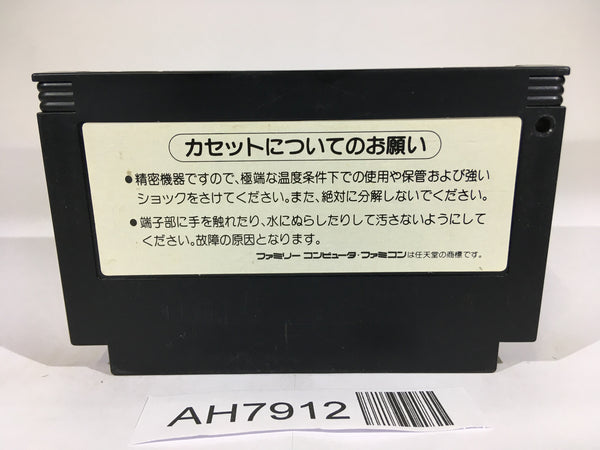 カセットについてのお願い
●精密機器ですので、極端な温度条件下での使用や保管および強い
ショックをさけてください。また、絶対に分解しないでください。
●端子部に手を触れたり、水にぬらしたりして汚さないようにして
ください。故障の原因となります。
ファミリーコンピュータ・ファミコンは任天堂の商標です。
AH7912